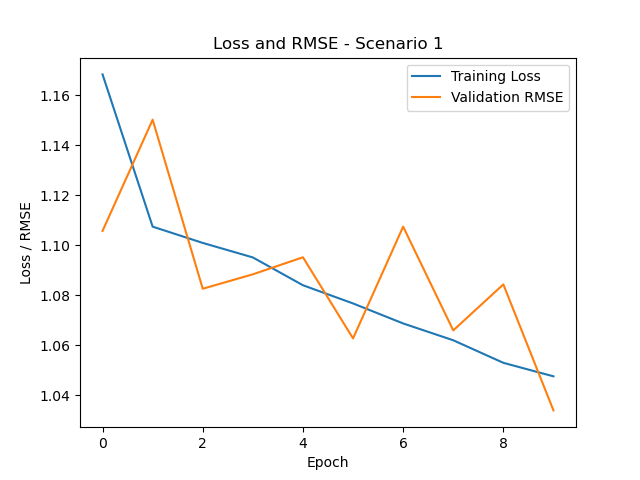 Loss and RMSE - Scenario 1
Training Loss
Validation RMSE
1.16
1.14
1.12
1.10
1.08
1.06
1.04
Loss / RMSE
0 2 4 6 8
Epoch